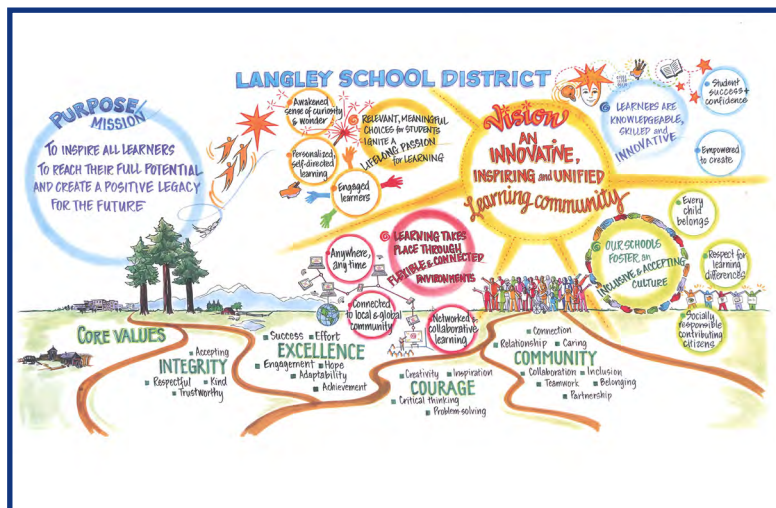 LANGLEY SCHOOL DISTRICT
PURPOSE/
MISSION
TO INSPIRE ALL LEARNERS
TO REACH THEIR FULL POTENTIAL
AND CREATE A POSITIVE LEGACY
FOR THE FUTURE
Awakened
sense of curiosity
& wonder
Personalized,
self-directed
learning
Engaged
learners
RELEVANT, MEANINGFUL
CHOICES for STUDENTS
IGNITE A
LIFELONG PASSION
for LEARNING
Vision
AN
INNOVATIVE,
INSPIRING and UNIFIED
Learning community
LEARNERS ARE
KNOWLEDGEABLE,
SKILLED and
INNOVATIVE
Student
success +
confidence
Empowered
to create
LEARNING TAKES
PLACE THROUGH
FLEXIBLE & CONNECTED
ENVIRONMENTS
Anywhere,
any time
Connected
to local & global
community
Networked &
collaborative
learning
OUR SCHOOLS
FOSTER an
INCLUSIVE & ACCEPTING
CULTURE
Every
child
belongs
Respect for
learning
differences
Socially
responsible
contributing
citizens
CORE VALUES
Accepting
INTEGRITY
Respectful Kind
Trustworthy
Success Effort
EXCELLENCE
Engagement Hope
Adaptability
Achievement
Creativity Inspiration
COURAGE
Critical thinking
Problem-solving
Connection
Relationship Caring
COMMUNITY
Collaboration Inclusion
Teamwork Belonging
Partnership